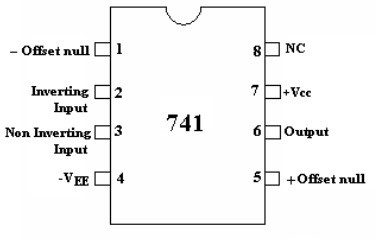 – Offset null 1
Inverting 2
Input
Non Inverting 3
Input
-VEE 4
741
8 NC
7 +Vcc
6 Output
5 +Offset null